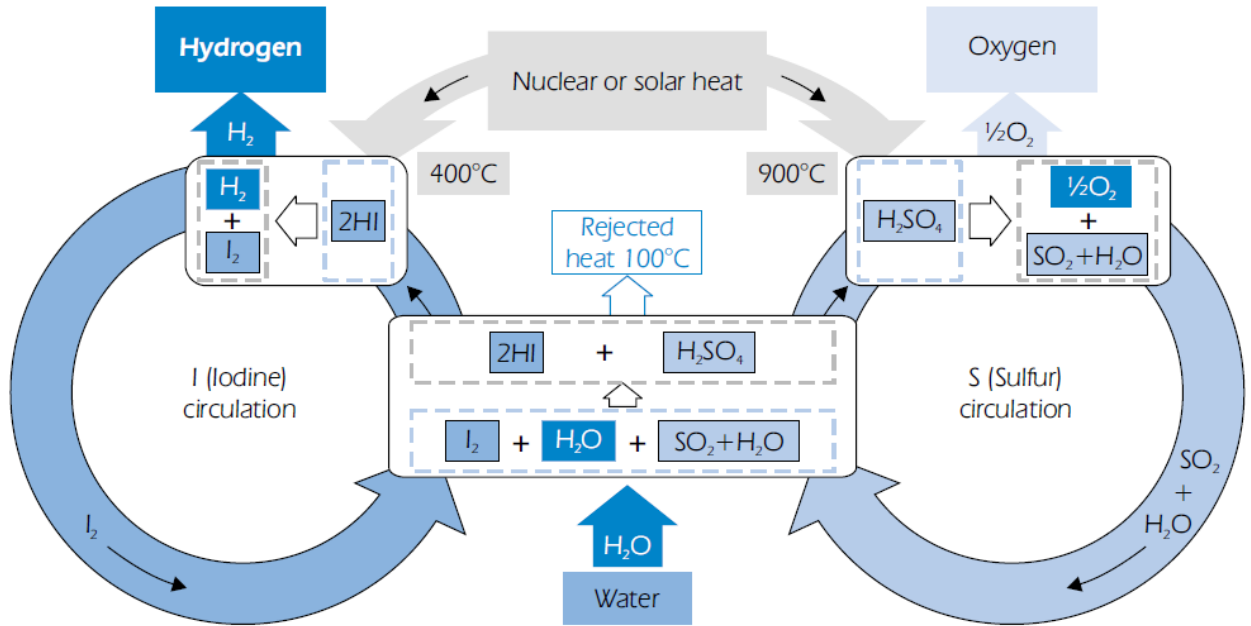 Hydrogen
Nuclear or solar heat
Oxygen
H₂
½O₂
400°C
900°C
H₂
+
I₂
2HI
H₂SO₄
½O₂
+
SO₂+H₂O
Rejected
heat 100°C
2HI + H₂SO₄
I (Iodine)
circulation
S (Sulfur)
circulation
I₂ + H₂O + SO₂+H₂O
I₂
SO₂
+
H₂O
H₂O
Water